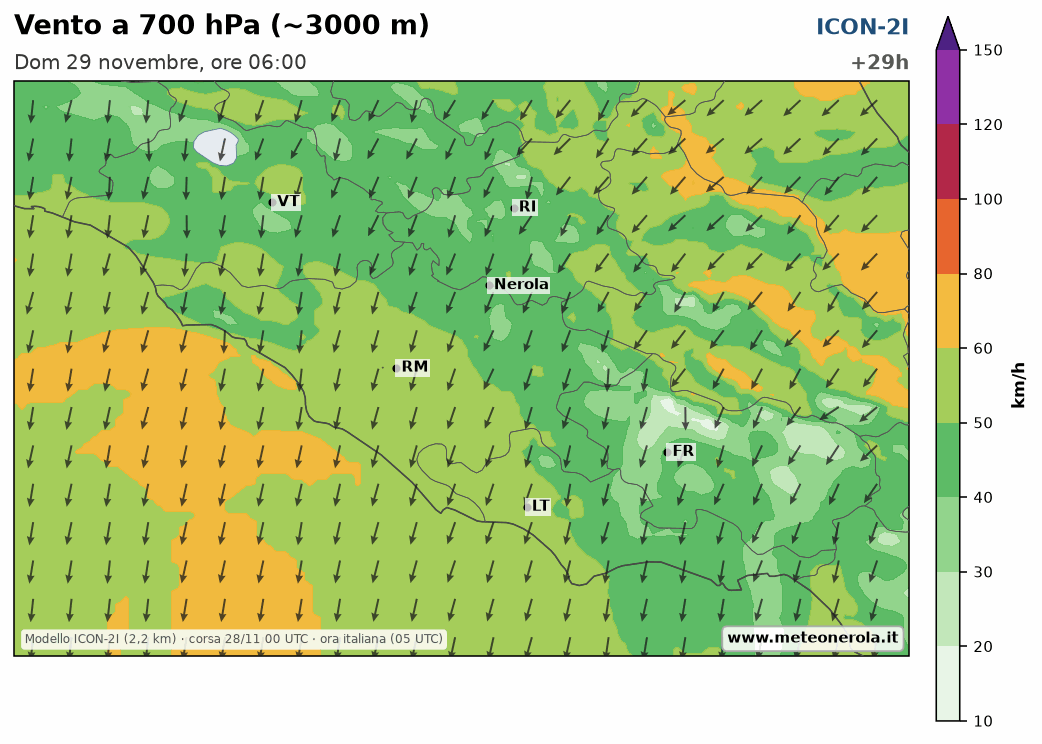 Vento a 700 hPa (~3000 m)
ICON-2I
Dom 29 novembre, ore 06:00
+29h
VT
RI
Nerola
RM
FR
LT
150
120
100
80
60
50
40
30
20
10
km/h
Modello ICON-2I (2,2 km) · corsa 28/11 00 UTC · ora italiana (05 UTC)
www.meteonerola.it